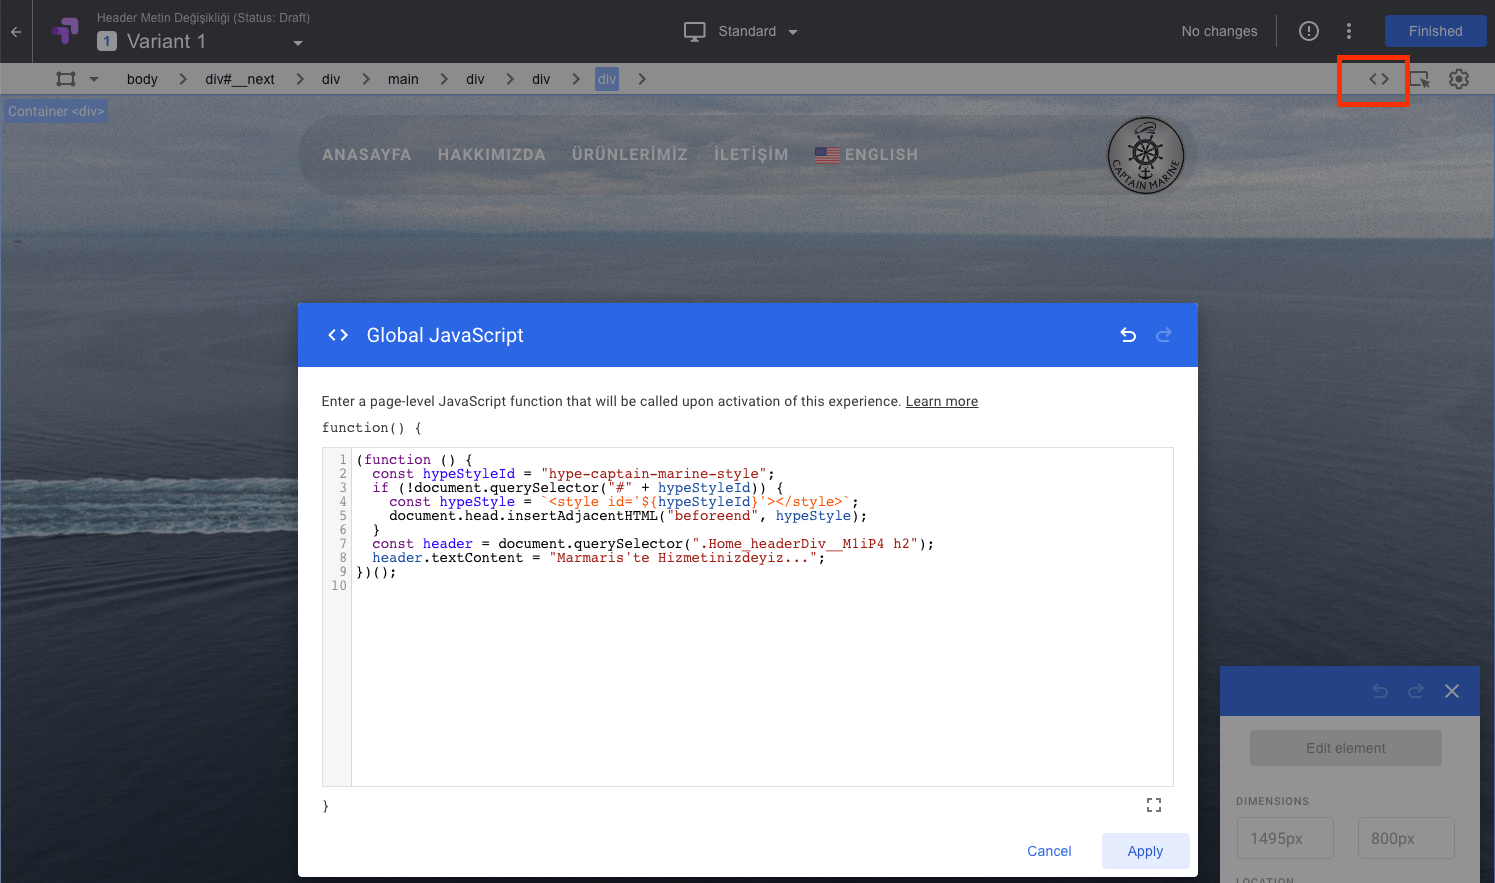 Header Metin Değişikliği (Status: Draft)
1 Variant 1
Standard
No changes
Finished
body div#__next div main div div div
Container <div>
ANASAYFA HAKKIMIZDA ÜRÜNLERİMİZ İLETİŞİM ENGLISH
CAPTAIN MARINE
<> Global JavaScript
Enter a page-level JavaScript function that will be called upon activation of this experience. Learn more
function() {
1 (function () {
2 const hypeStyleId = "hype-captain-marine-style";
3 if (!document.querySelector("#" + hypeStyleId)) {
4 const hypeStyle = `<style id='${hypeStyleId}'></style>`;
5 document.head.insertAdjacentHTML("beforeend", hypeStyle);
6 }
7 const header = document.querySelector(".Home_headerDiv__M1iP4 h2");
8 header.textContent = "Marmaris'te Hizmetinizdeyiz...";
9 })();
10
}
Cancel Apply
Edit element
DIMENSIONS
1495px 800px
LOCATION